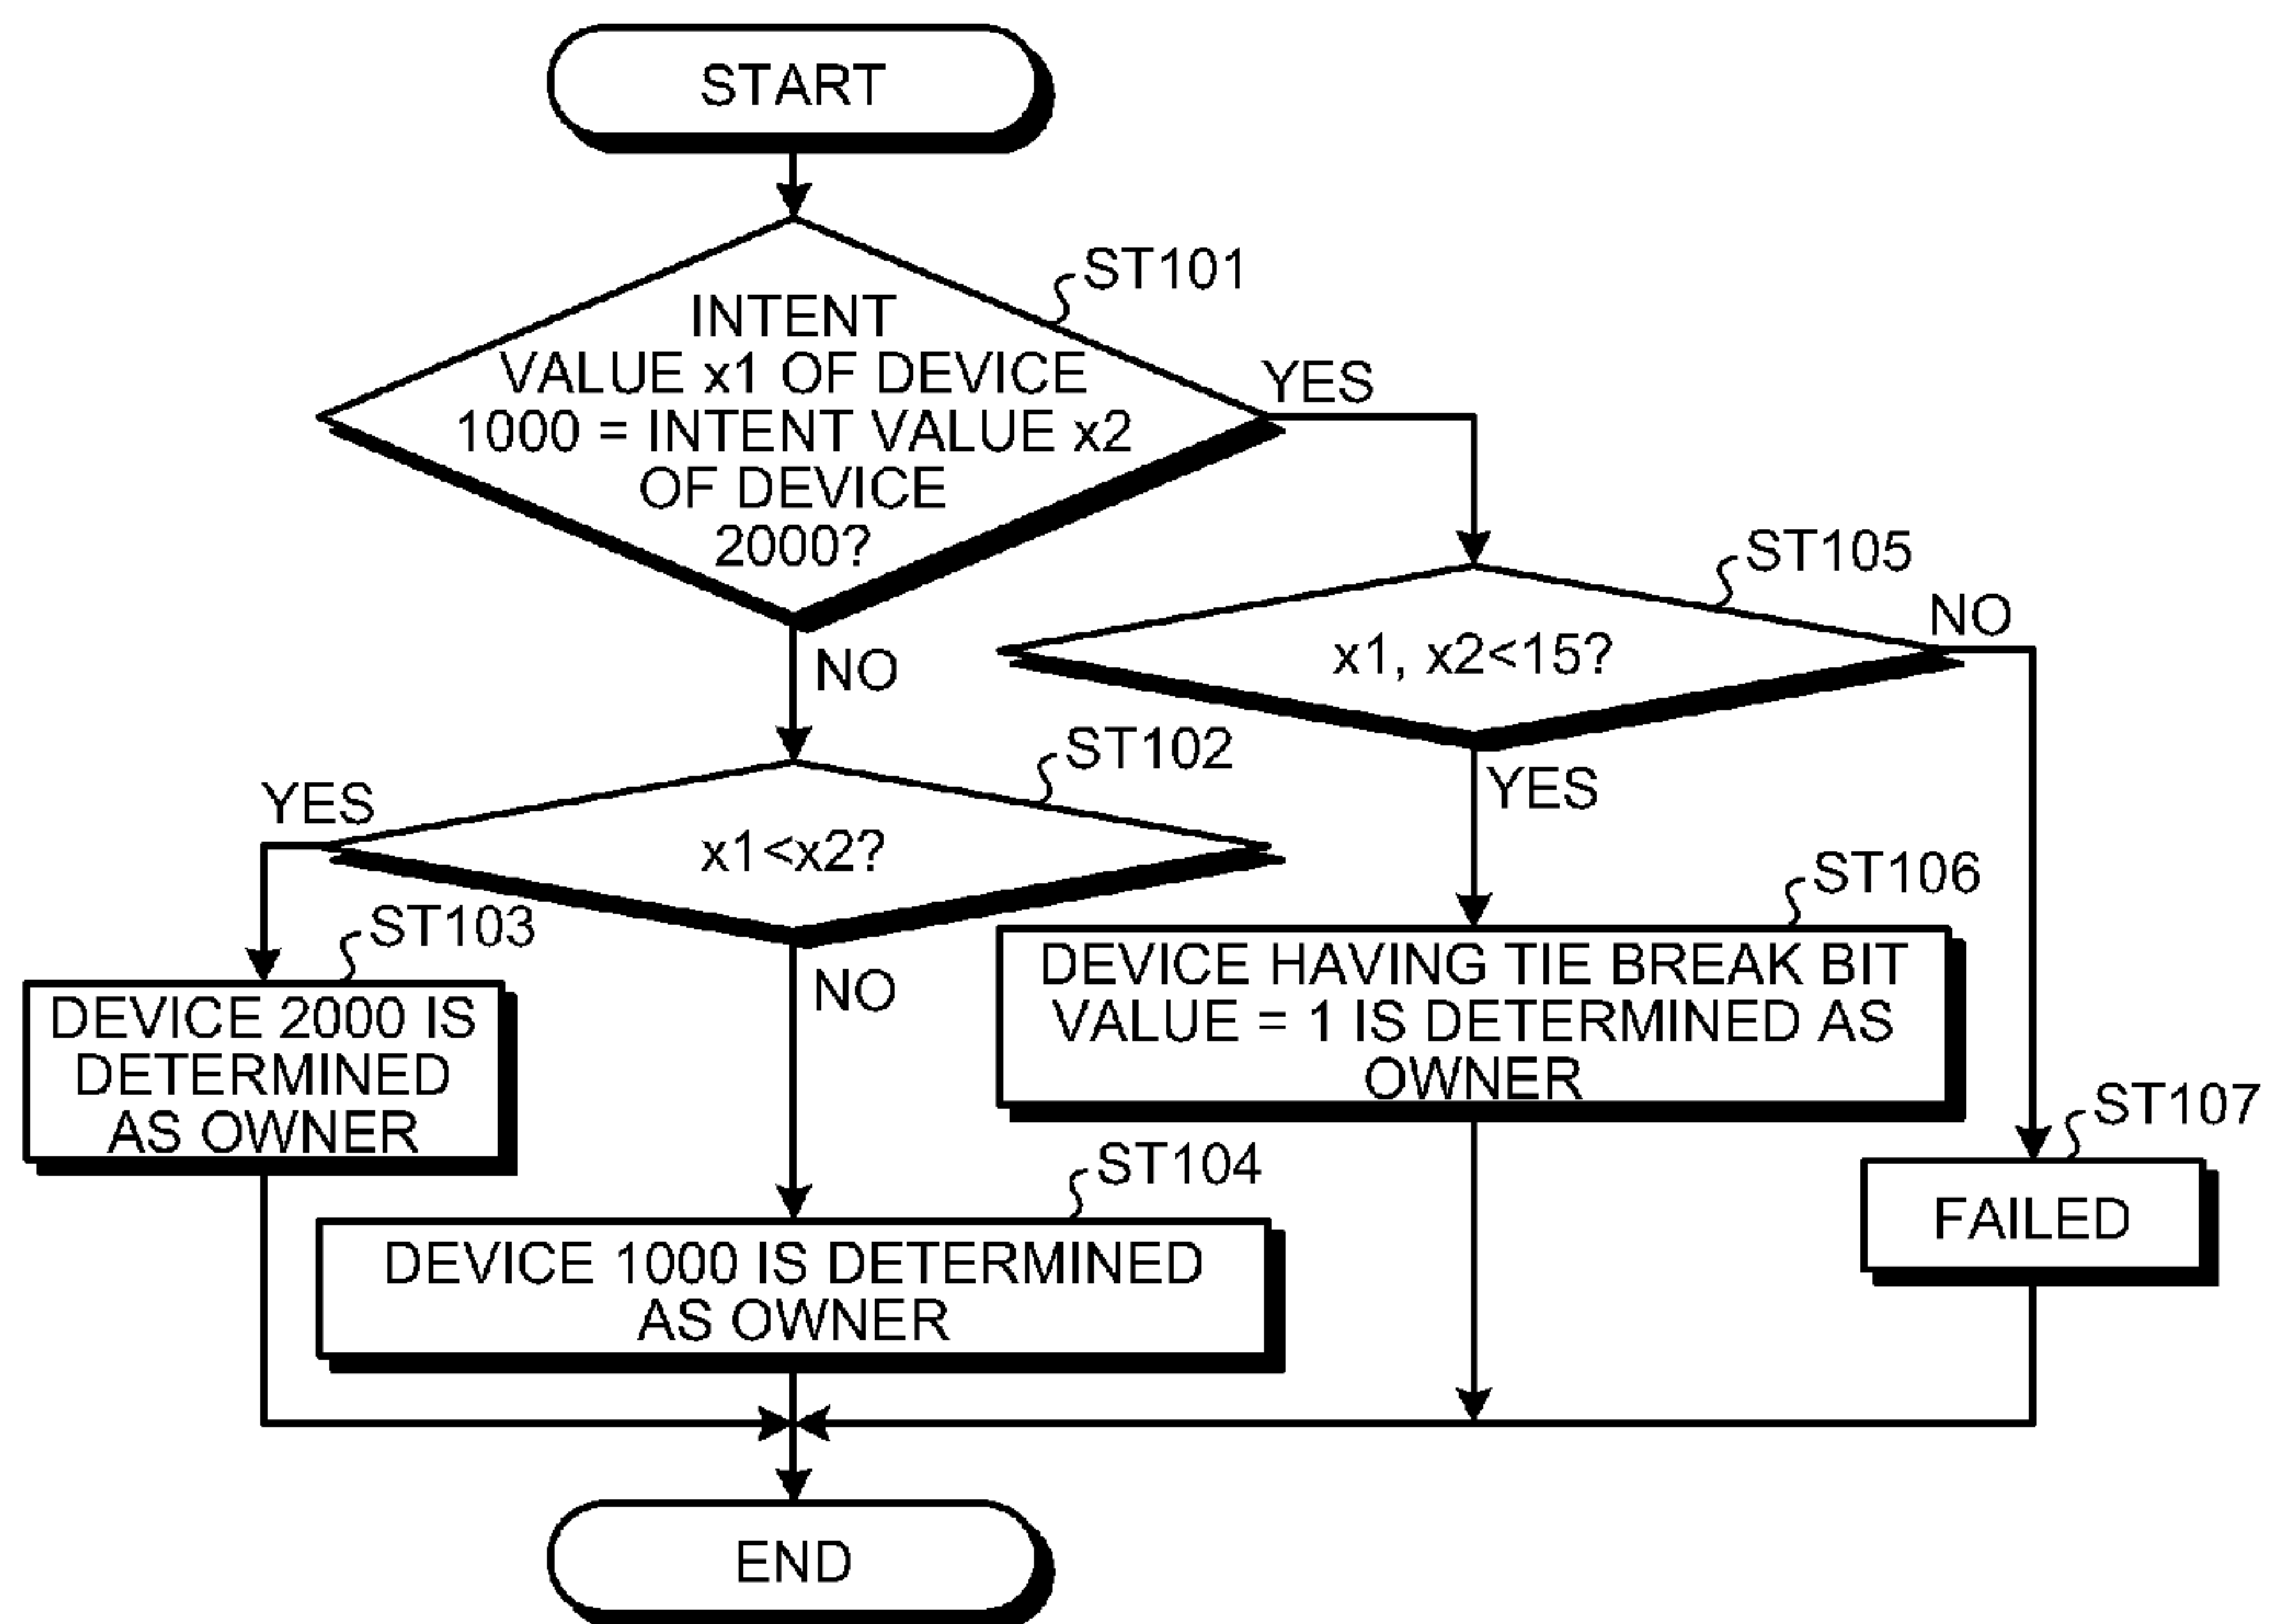 START
ST101
INTENT
VALUE x1 OF DEVICE
1000 = INTENT VALUE x2
OF DEVICE
2000?
YES
NO
ST105
x1, x2<15?
NO
YES
ST102
x1<x2?
YES
NO
ST103
DEVICE 2000 IS
DETERMINED
AS OWNER
ST106
DEVICE HAVING TIE BREAK BIT
VALUE = 1 IS DETERMINED AS
OWNER
ST104
DEVICE 1000 IS DETERMINED
AS OWNER
ST107
FAILED
END